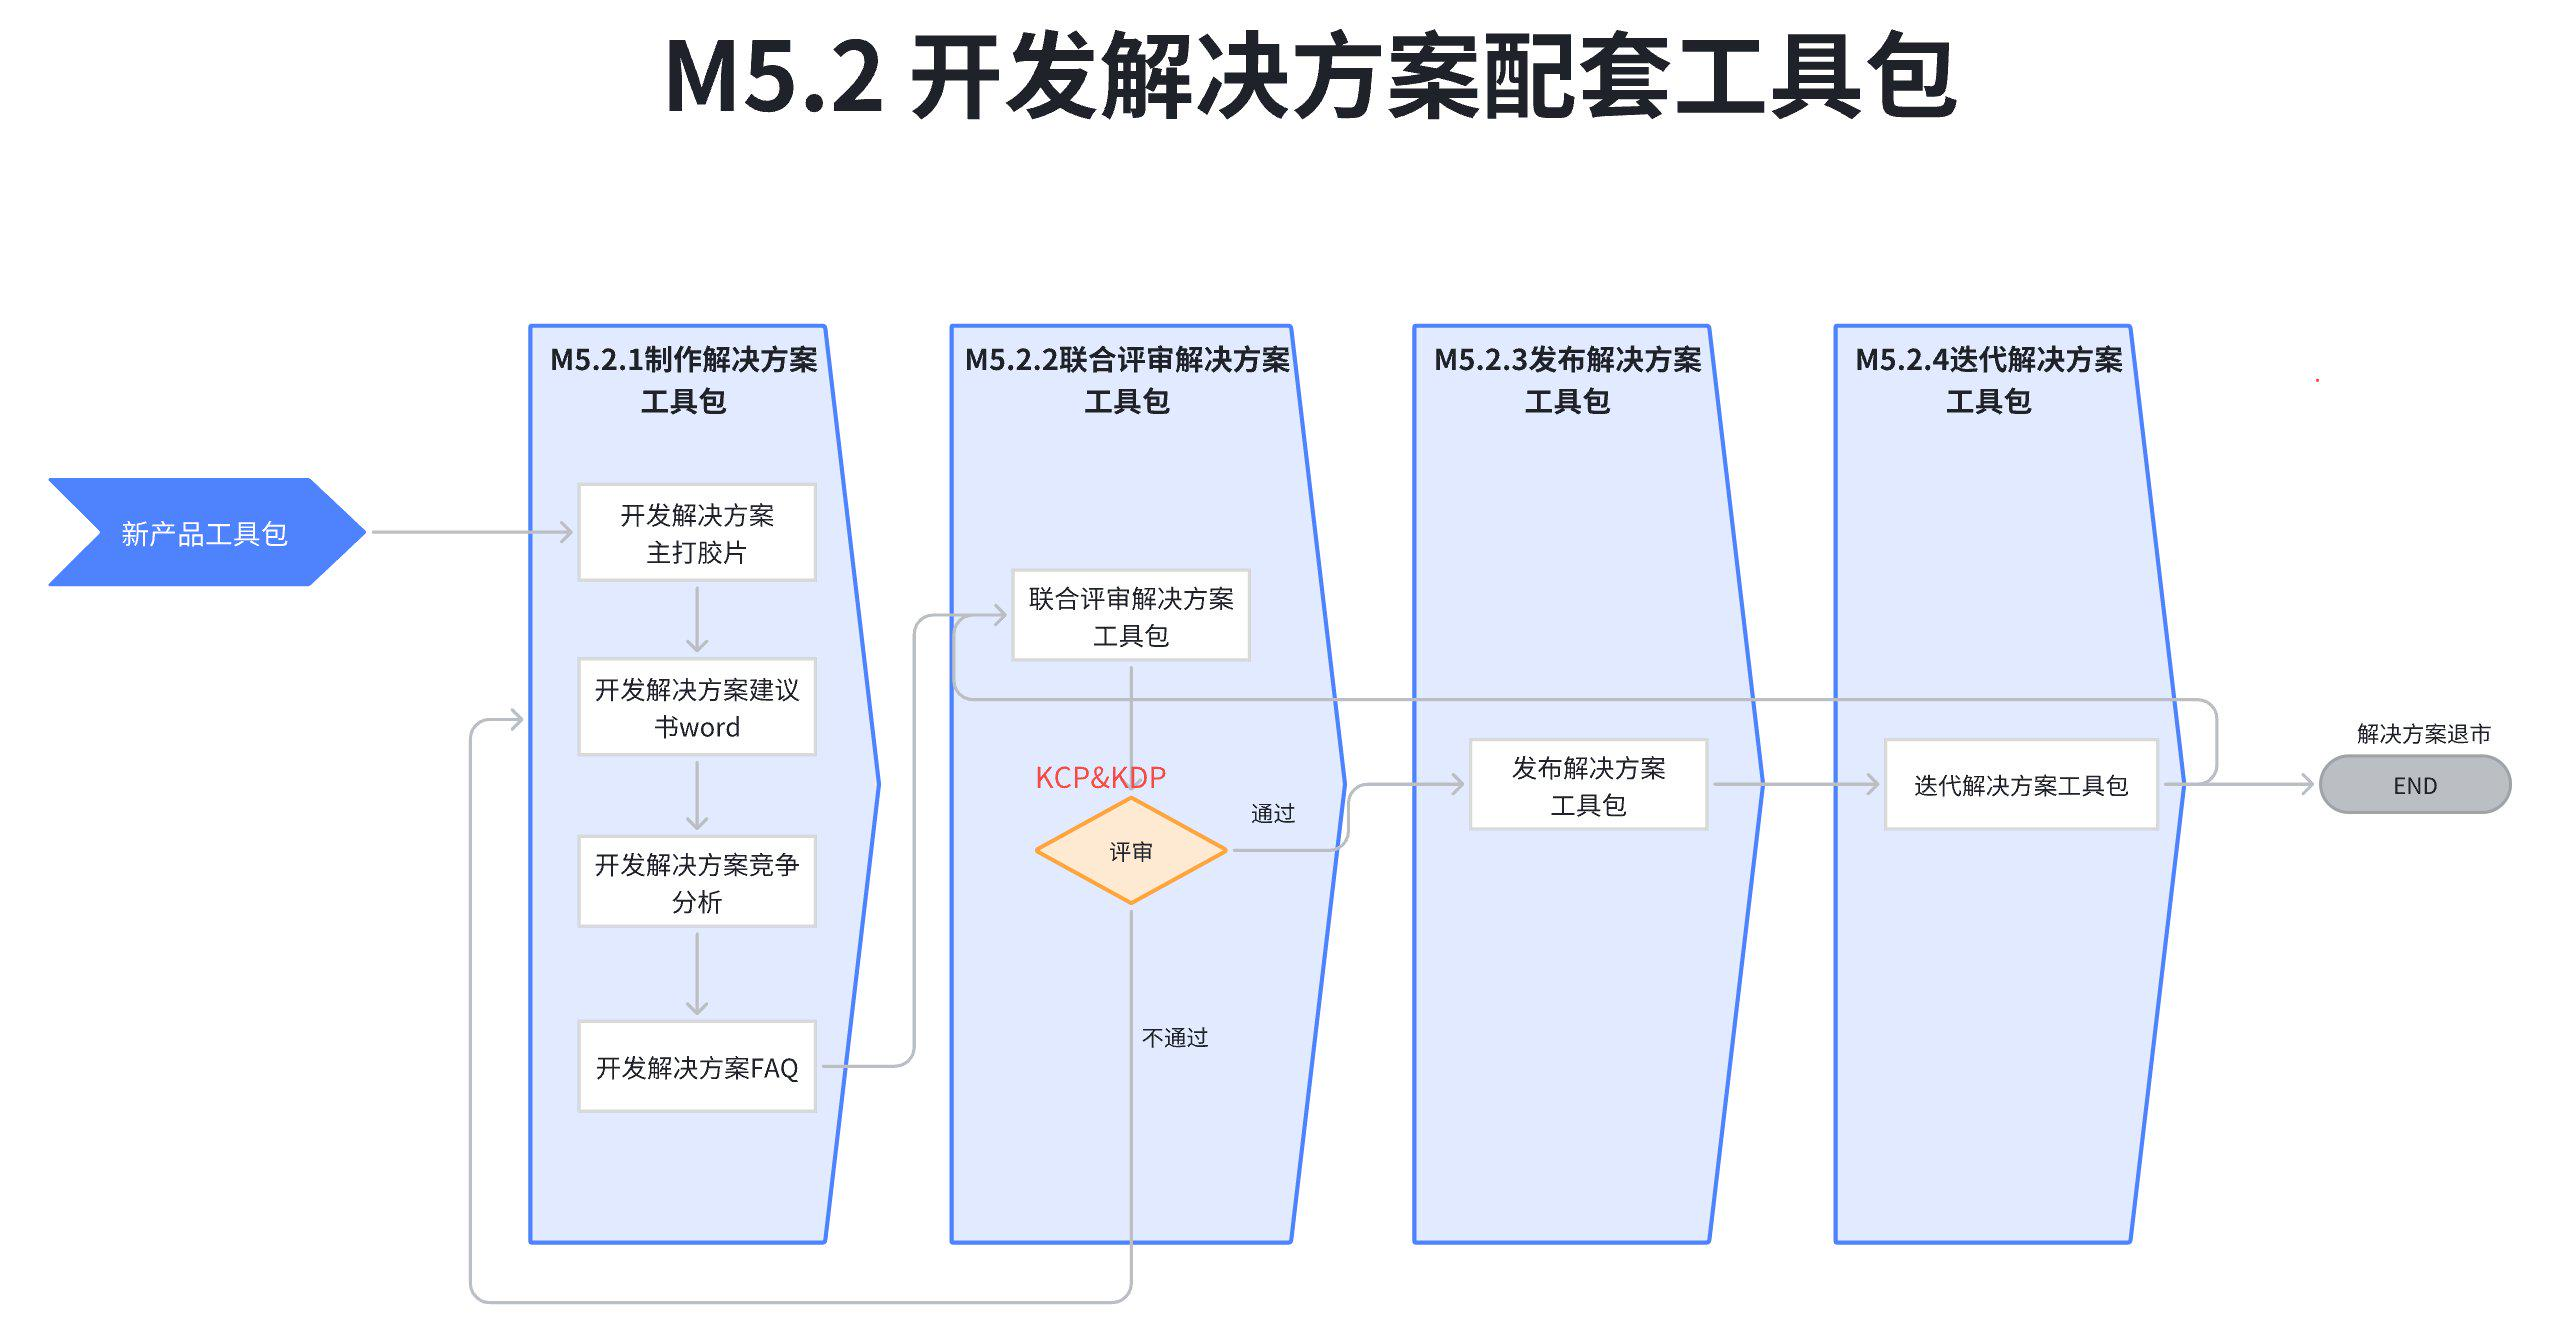 M5.2 开发解决方案配套工具包
新产品工具包
M5.2.1制作解决方案
工具包
开发解决方案
主打胶片
开发解决方案建议
书word
开发解决方案竞争
分析
开发解决方案FAQ
M5.2.2联合评审解决方案
工具包
联合评审解决方案
工具包
KCP&KDP
评审
通过
不通过
M5.2.3发布解决方案
工具包
发布解决方案
工具包
M5.2.4迭代解决方案
工具包
迭代解决方案工具包
解决方案退市
END